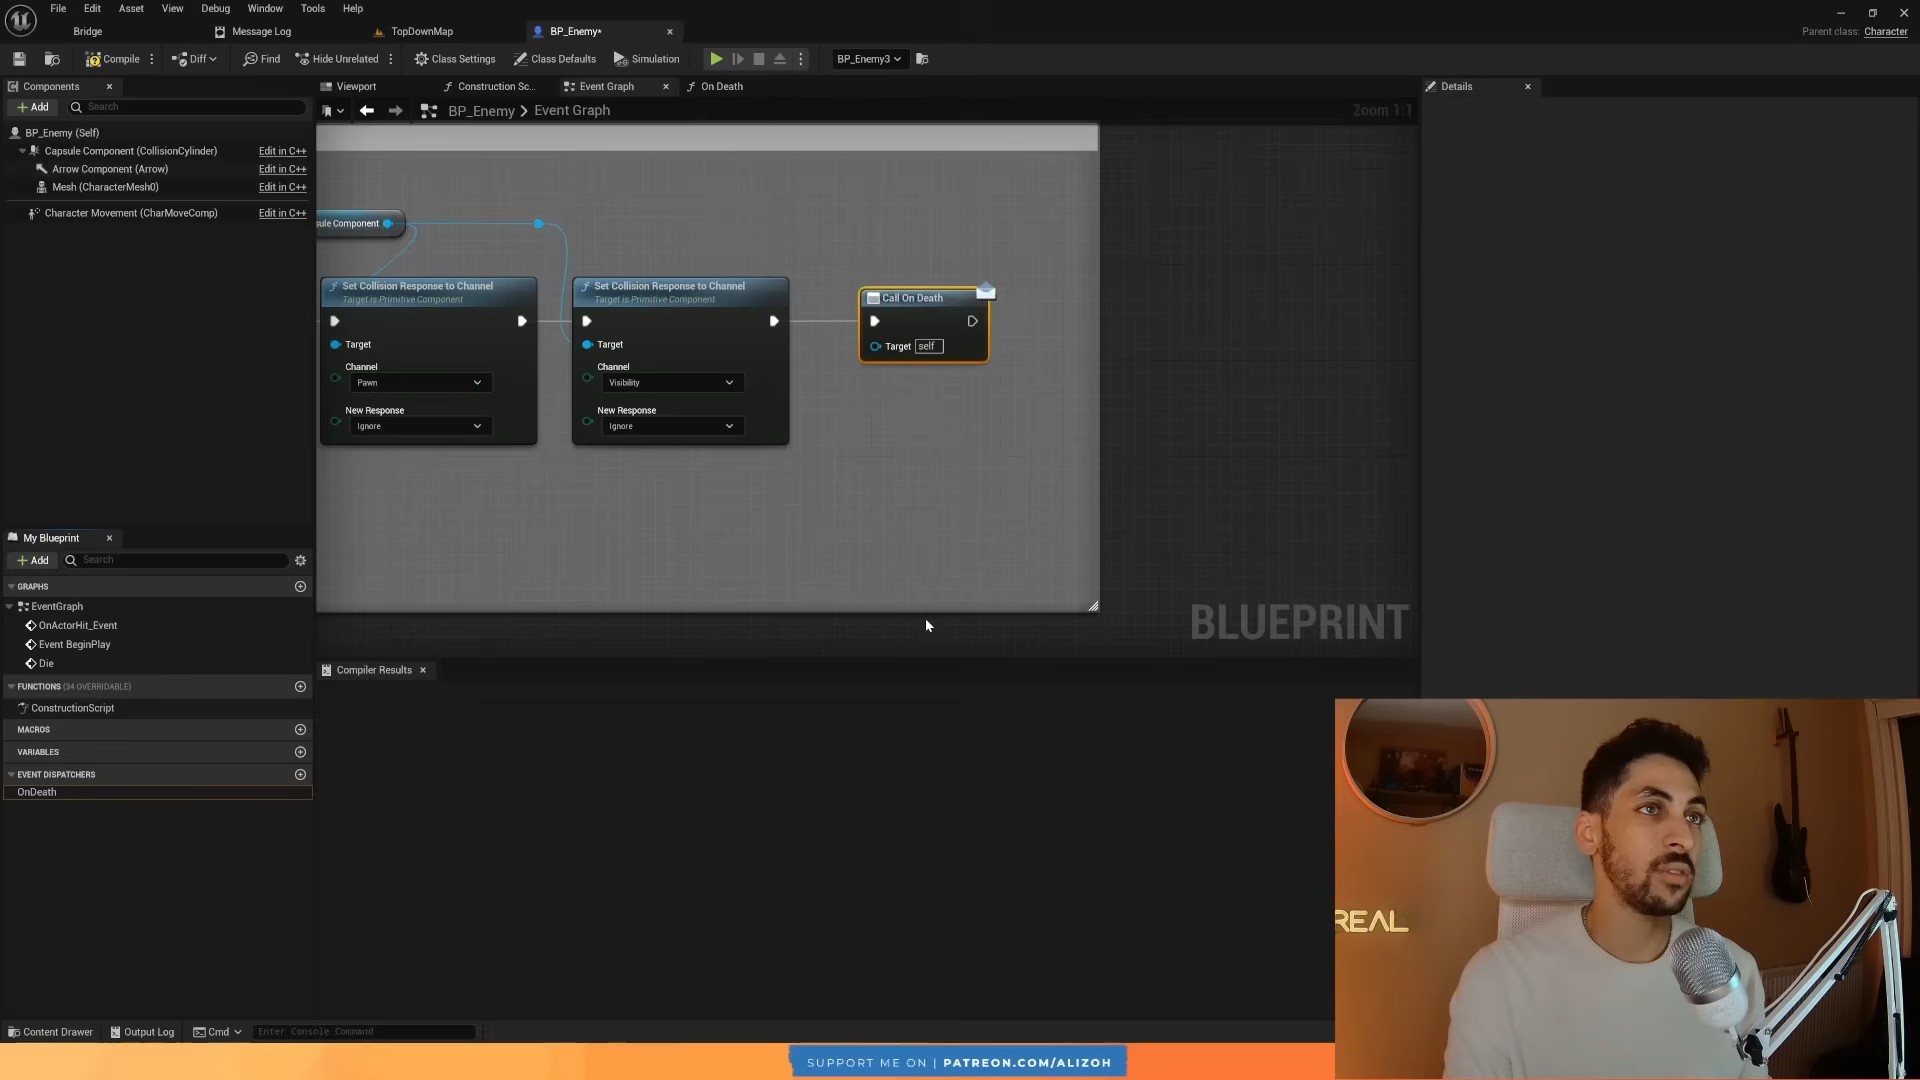 File Edit Asset View Debug Window Tools Help
Bridge Message Log TopDownMap BP_Enemy*
Parent class: Character
Compile Diff Find Hide Unrelated Class Settings Class Defaults Simulation BP_Enemy3
Components Viewport Construction Sc... Event Graph On Death Details
Add Search
BP_Enemy > Event Graph
Zoom 1:1
BP_Enemy (Self)
Capsule Component (CollisionCylinder) Edit in C++
Arrow Component (Arrow) Edit in C++
Mesh (CharacterMesh0) Edit in C++
Character Movement (CharMoveComp) Edit in C++
sule Component
Set Collision Response to Channel
Target is Primitive Component
Target
Channel
Pawn
New Response
Ignore
Set Collision Response to Channel
Target is Primitive Component
Target
Channel
Visibility
New Response
Ignore
Call On Death
Target self
BLUEPRINT
My Blueprint
Add Search
GRAPHS
EventGraph
OnActorHit_Event
Event BeginPlay
Die
FUNCTIONS (34 OVERRIDABLE)
ConstructionScript
MACROS
VARIABLES
EVENT DISPATCHERS
OnDeath
Compiler Results
REAL
Content Drawer Output Log Cmd Enter Console Command
SUPPORT ME ON | PATREON.COM/ALIZOH